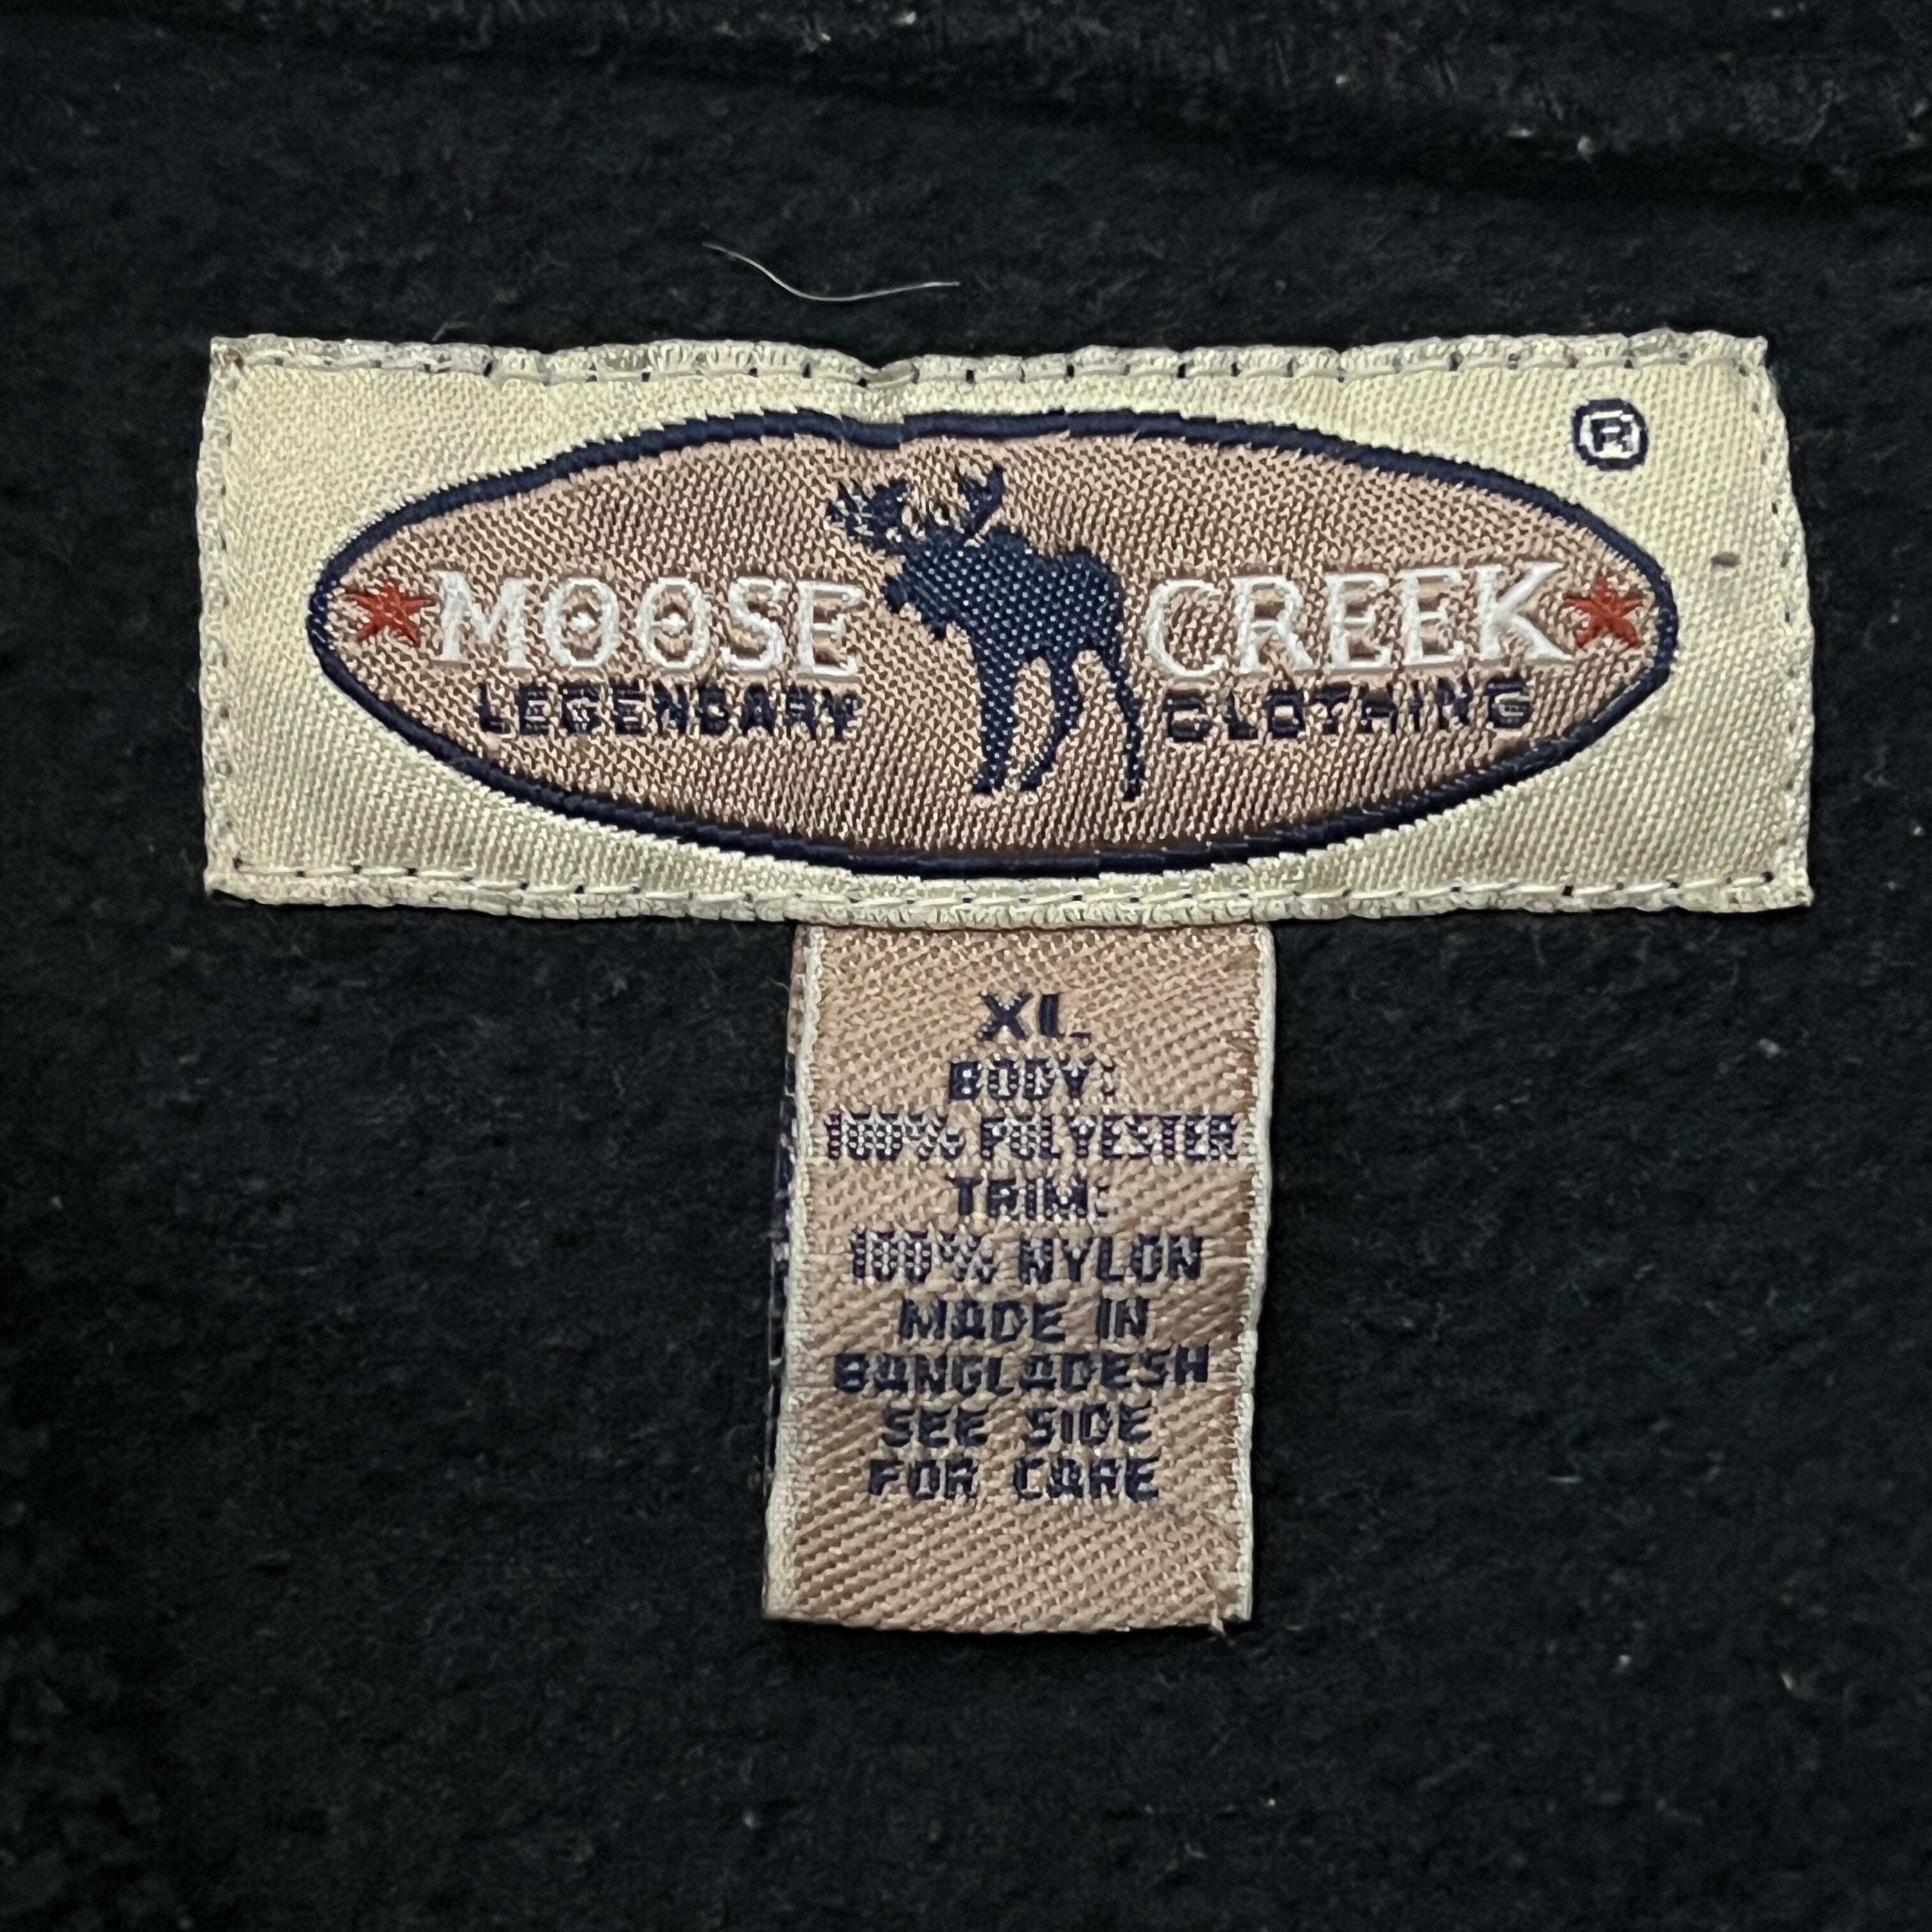 ®
MOOSE CREEK
LEGENDARY CLOTHING
XL
BODY:
100% POLYESTER
TRIM:
100% NYLON
MADE IN
BANGLADESH
SEE SIDE
FOR CARE